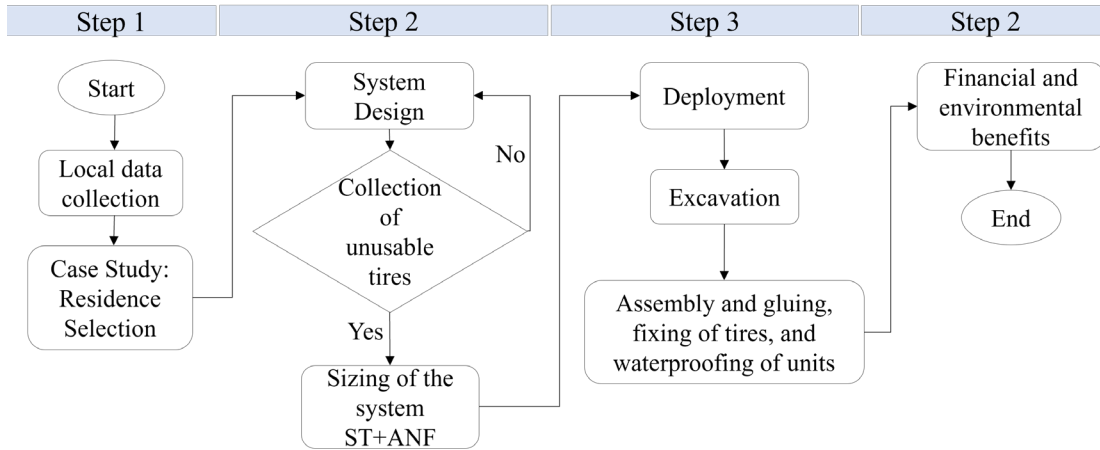 Step 1
Step 2
Step 3
Step 2
Start
Local data
collection
Case Study:
Residence
Selection
System
Design
No
Collection
of
unusable
tires
Yes
Sizing of the
system
ST+ANF
Deployment
Excavation
Assembly and gluing,
fixing of tires, and
waterproofing of units
Financial and
environmental
benefits
End